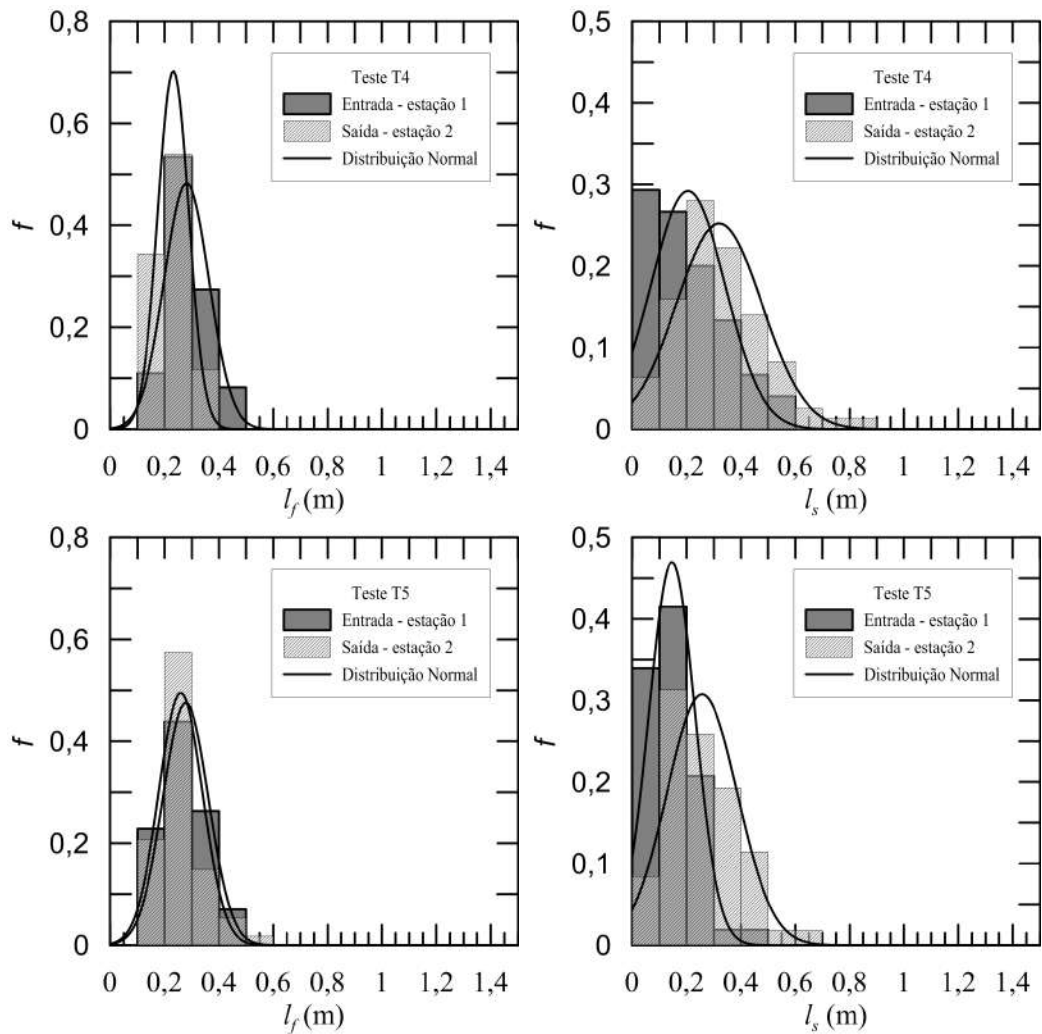 0,8
0,6
0,4
0,2
0
f
Teste T4
Entrada - estação 1
Saída - estação 2
Distribuição Normal
0 0,2 0,4 0,6 0,8 1 1,2 1,4
l_f (m)
0,5
0,4
0,3
0,2
0,1
0
f
Teste T4
Entrada - estação 1
Saída - estação 2
Distribuição Normal
0 0,2 0,4 0,6 0,8 1 1,2 1,4
l_s (m)
0,8
0,6
0,4
0,2
0
f
Teste T5
Entrada - estação 1
Saída - estação 2
Distribuição Normal
0 0,2 0,4 0,6 0,8 1 1,2 1,4
l_f (m)
0,5
0,4
0,3
0,2
0,1
0
f
Teste T5
Entrada - estação 1
Saída - estação 2
Distribuição Normal
0 0,2 0,4 0,6 0,8 1 1,2 1,4
l_s (m)